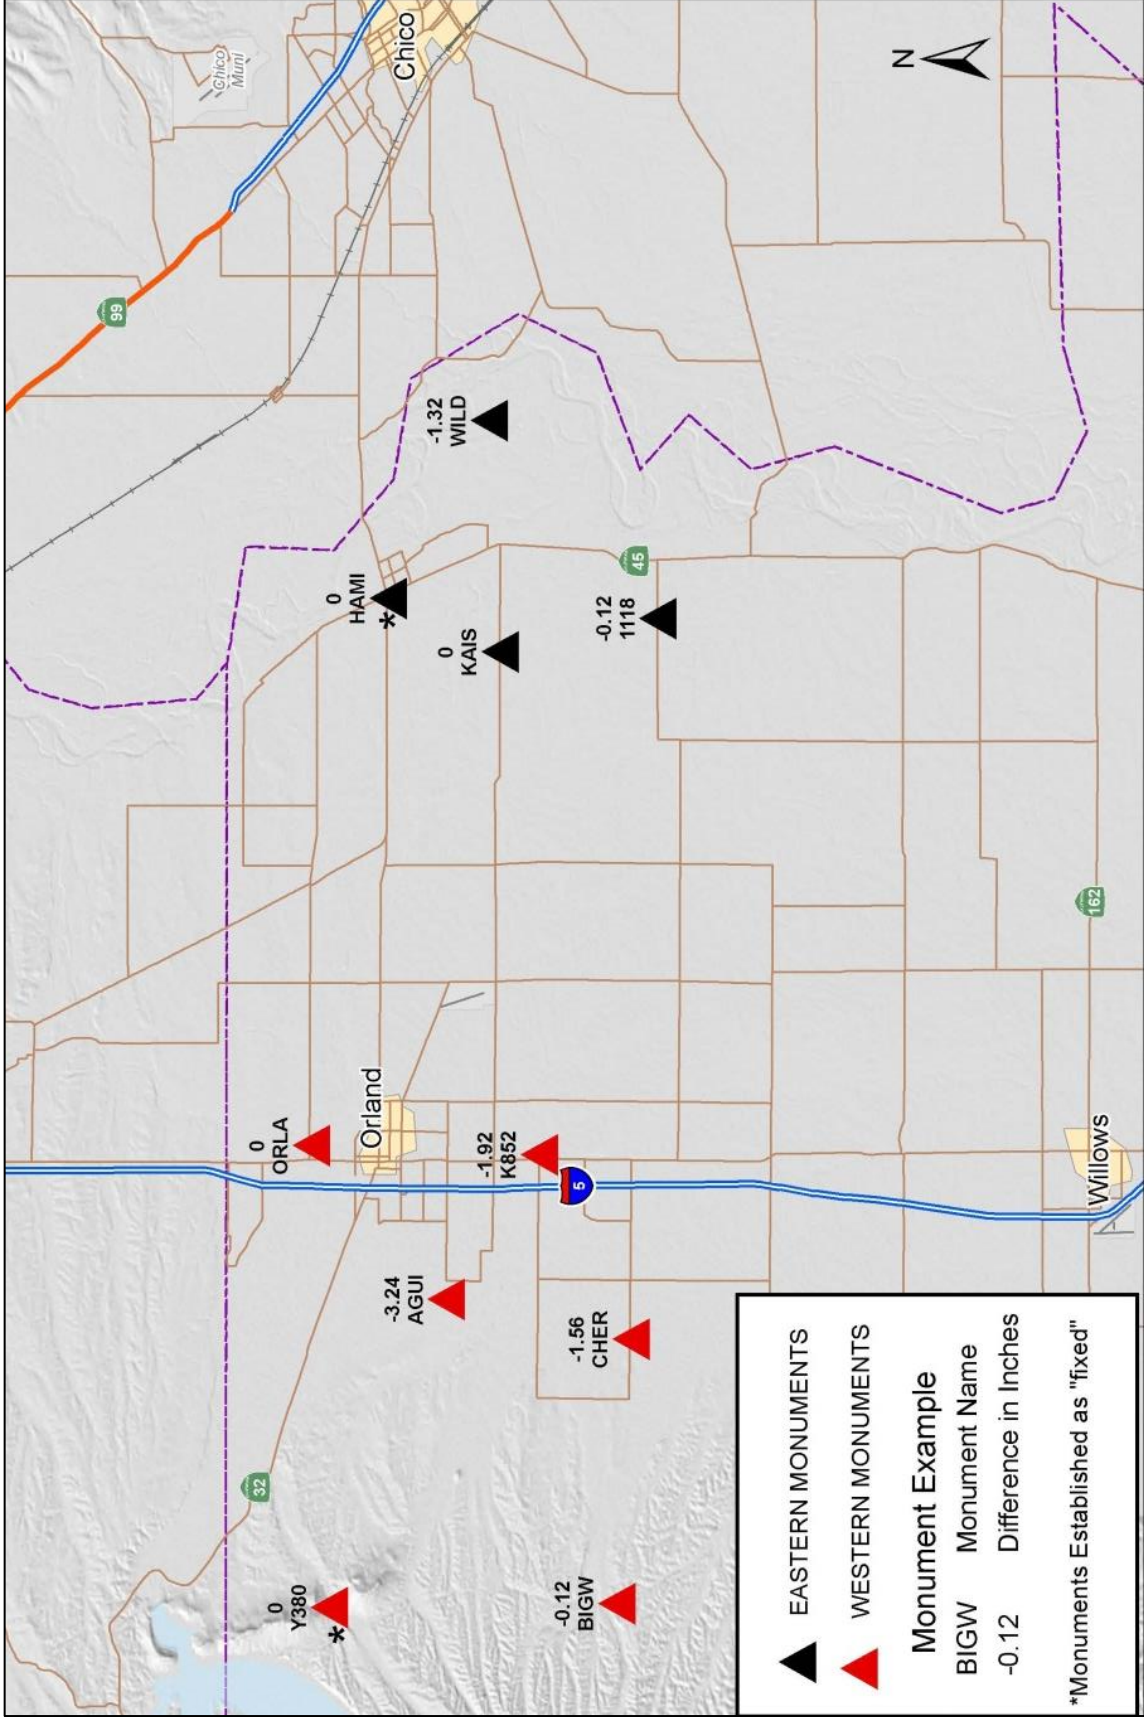 Chico
Muni
Chico
N
99
-1.32
WILD
0
HAMI
*
0
KAIS
45
-0.12
1118
162
0
ORLA
Orland
-1.92
K852
5
Willows
-3.24
AGUI
-1.56
CHER
32
0
Y380
*
-0.12
BIGW
EASTERN MONUMENTS
WESTERN MONUMENTS
Monument Example
BIGW Monument Name
-0.12 Difference in Inches
*Monuments Established as "fixed"